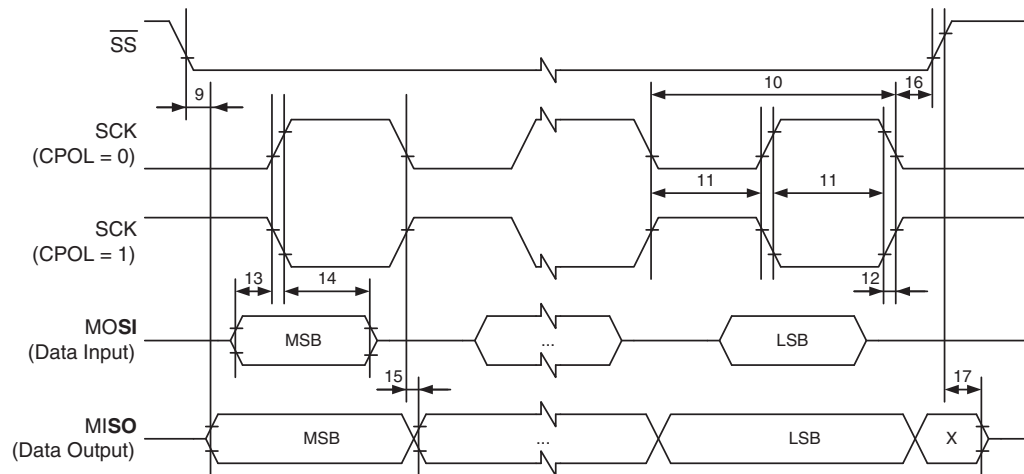 SS
9
10
16
SCK
(CPOL = 0)
11
11
SCK
(CPOL = 1)
13
14
12
MOSI
(Data Input)
MSB
...
LSB
15
17
MISO
(Data Output)
MSB
...
LSB
X